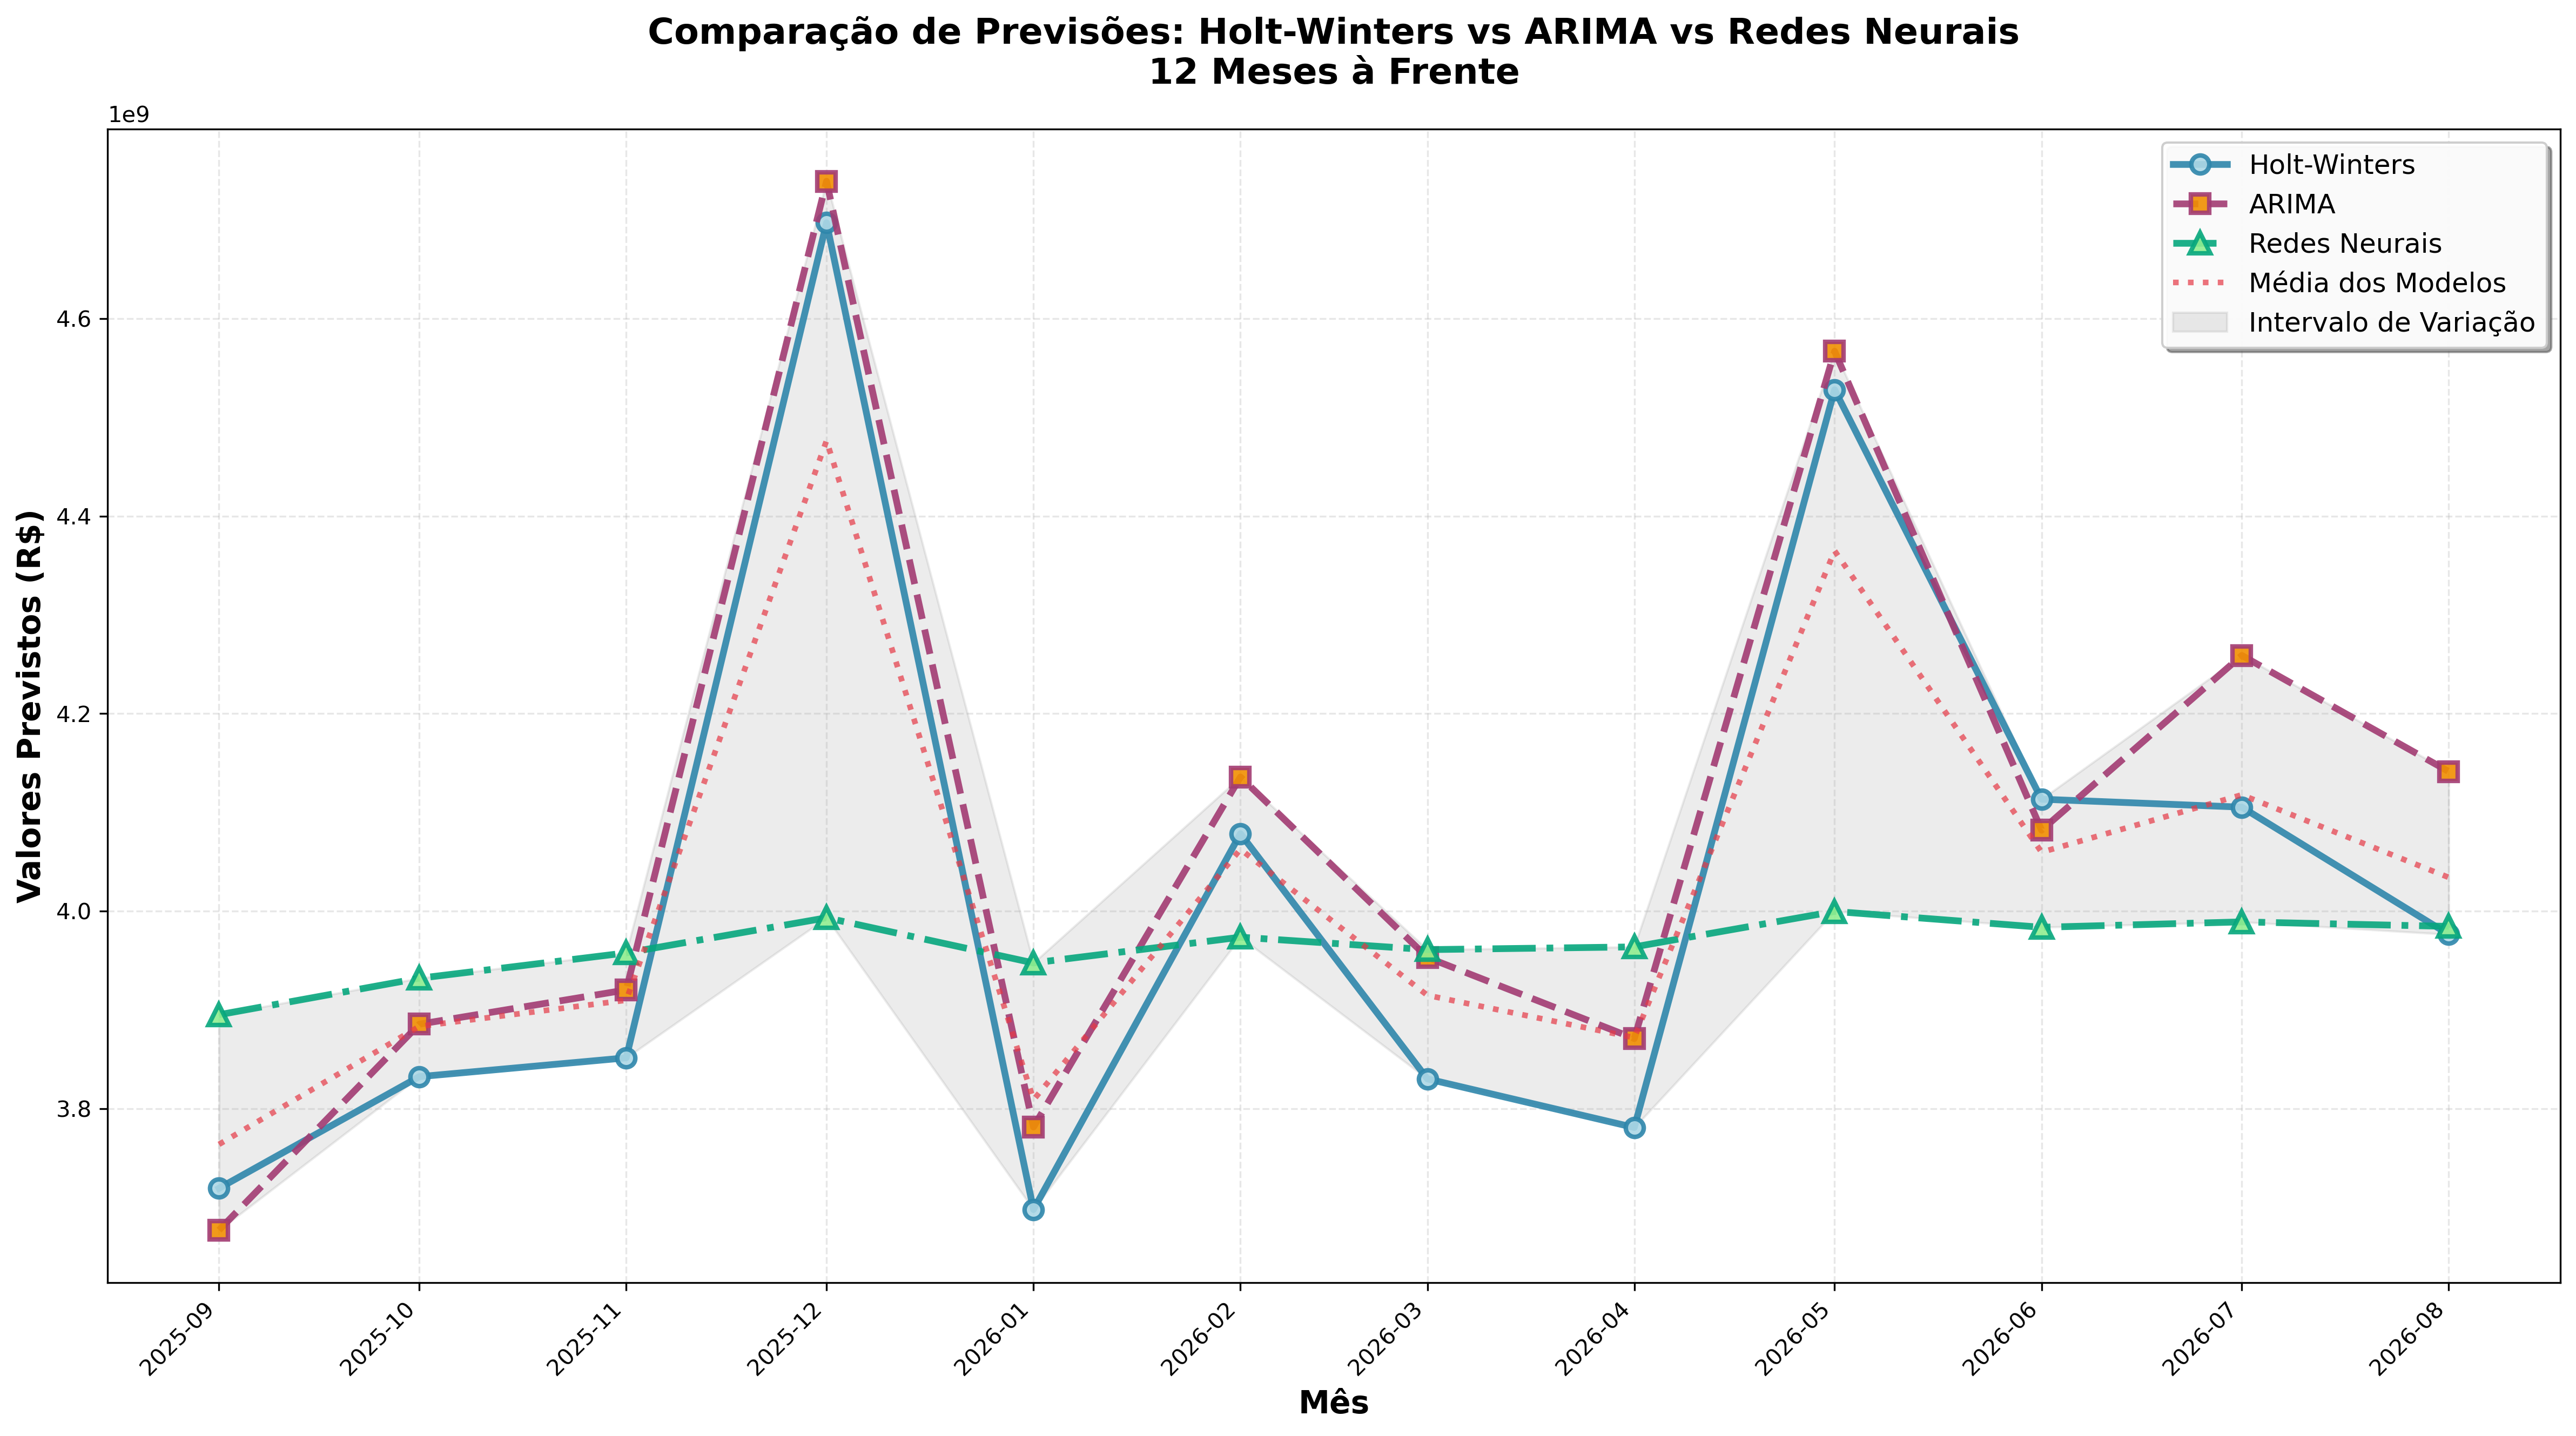 Comparação de Previsões: Holt-Winters vs ARIMA vs Redes Neurais
12 Meses à Frente
1e9
Holt-Winters
ARIMA
Redes Neurais
Média dos Modelos
Intervalo de Variação
Valores Previstos (R$)
4.6
4.4
4.2
4.0
3.8
2025-09
2025-10
2025-11
2025-12
2026-01
2026-02
2026-03
2026-04
2026-05
2026-06
2026-07
2026-08
Mês